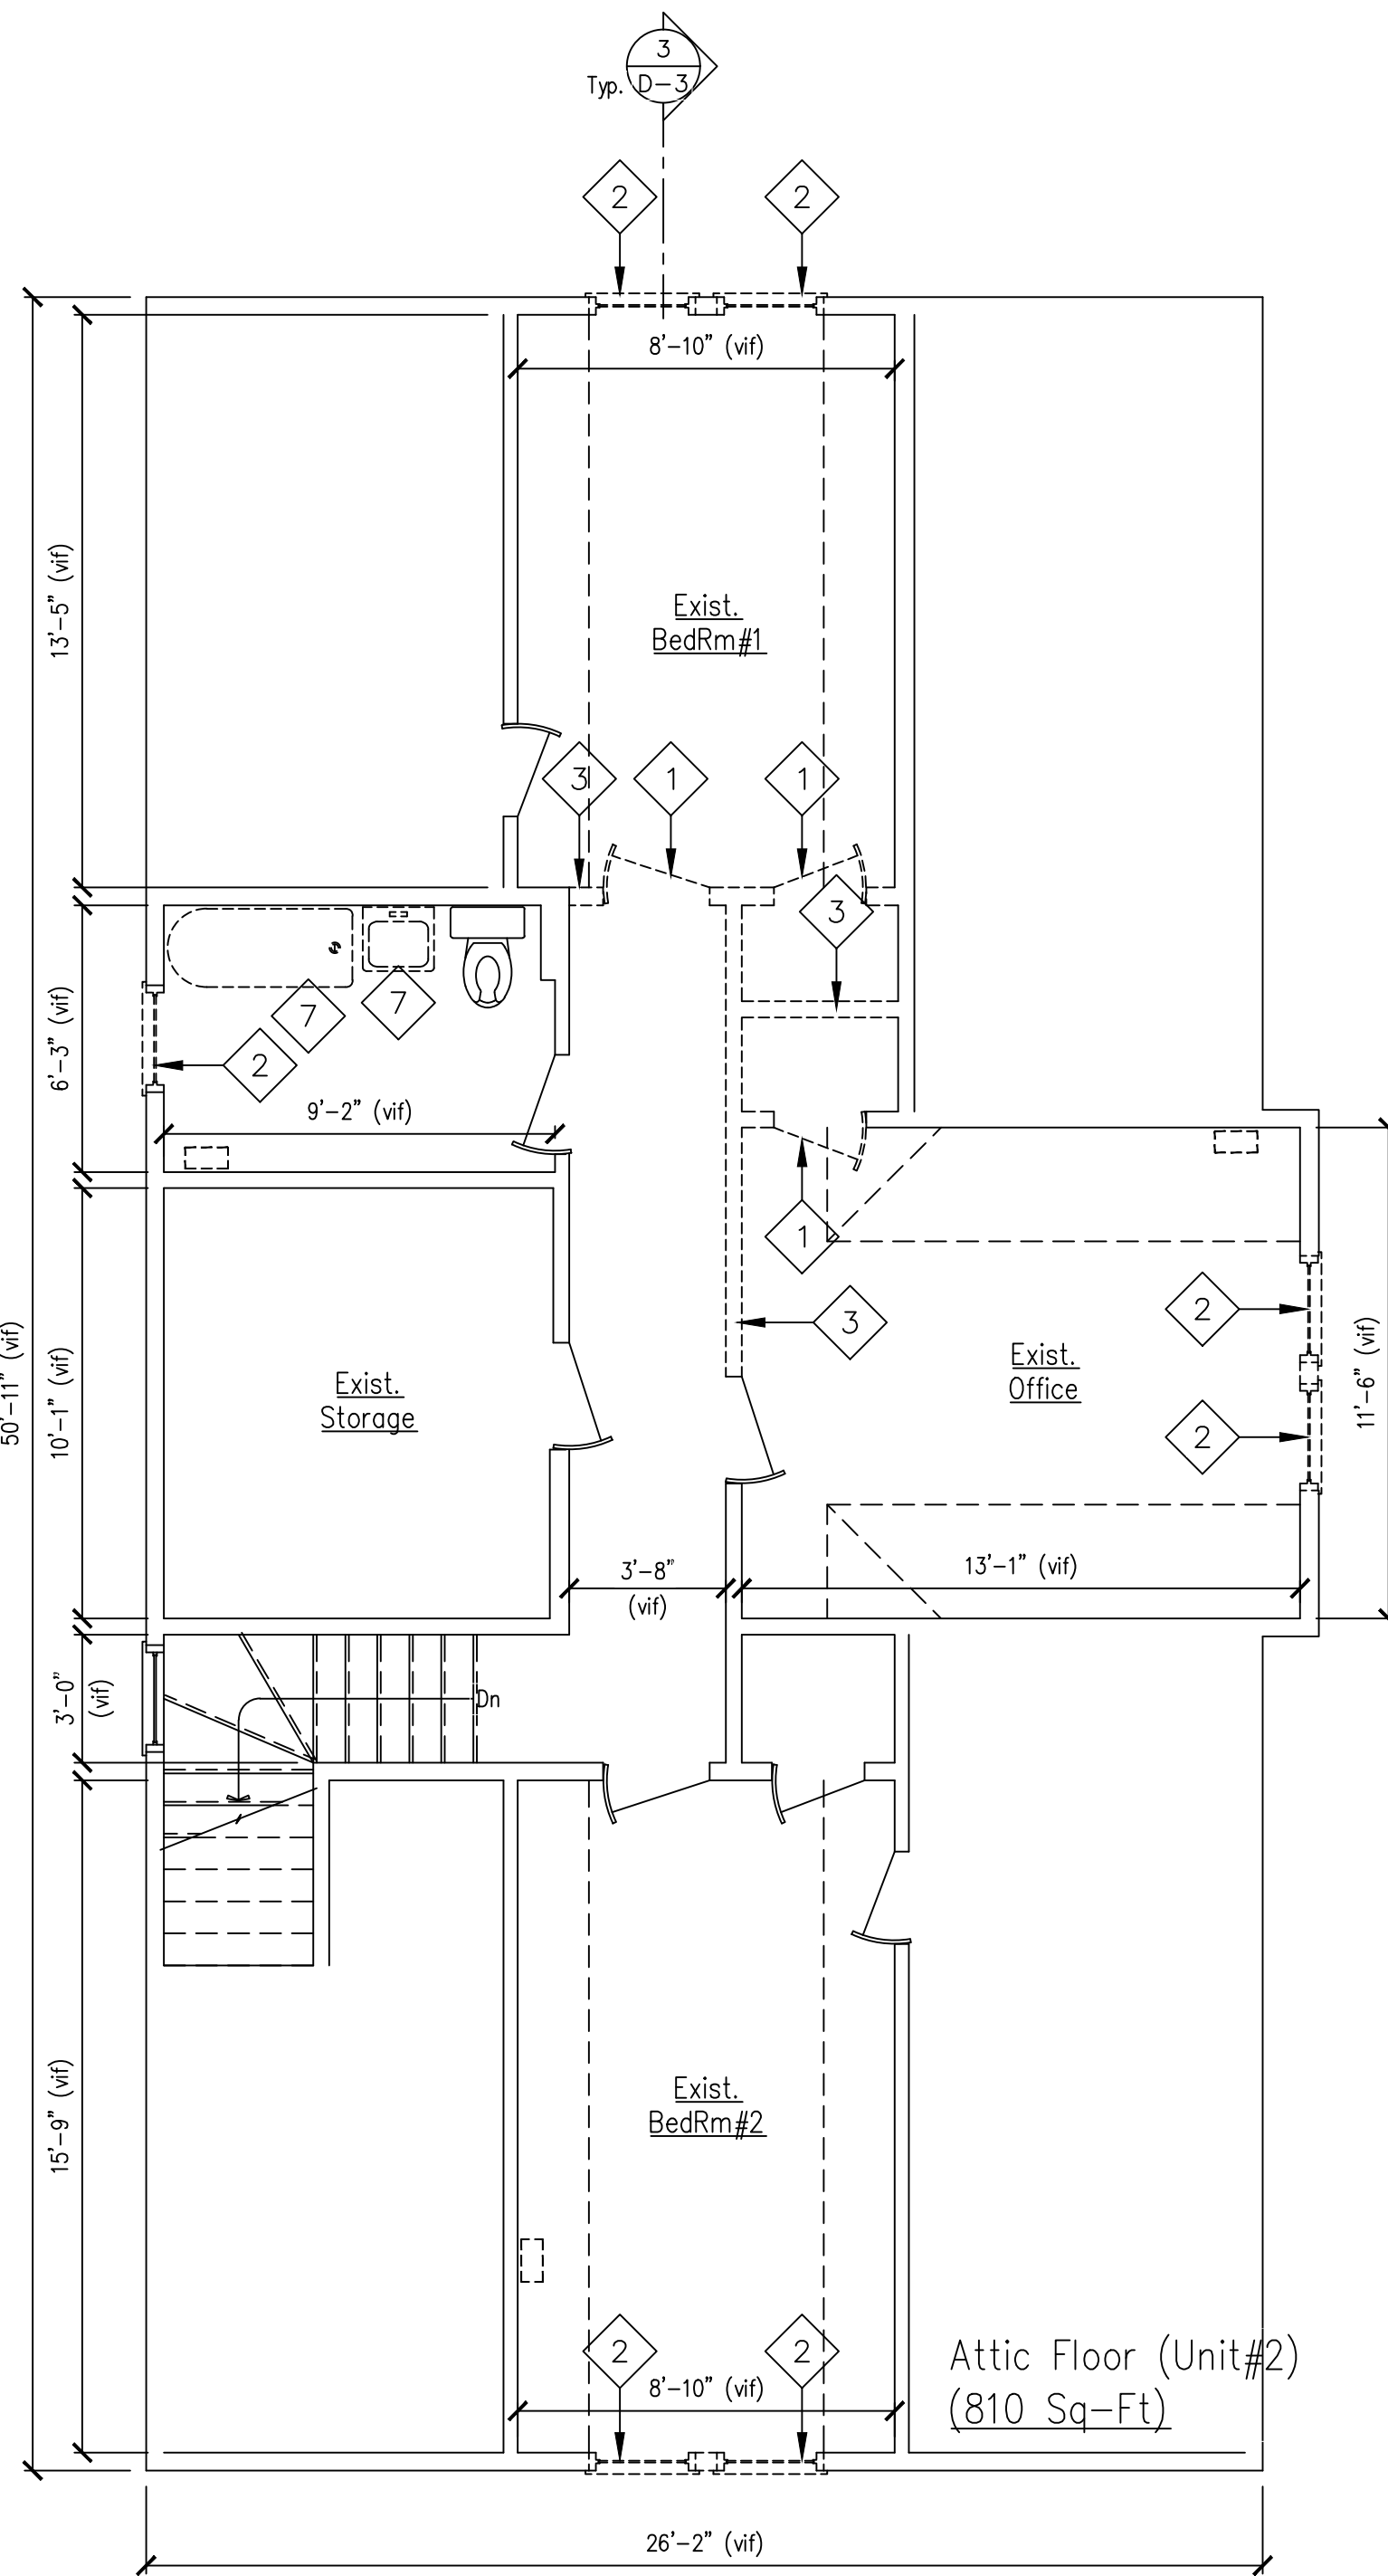 3
Typ. D-3
2
2
8'-10" (vif)
13'-5" (vif)
Exist.
BedRm#1
3
1
1
3
7
7
2
6'-3" (vif)
9'-2" (vif)
1
3
2
Exist.
Office
2
11'-6" (vif)
50'-11" (vif)
10'-1" (vif)
Exist.
Storage
3'-8"
(vif)
13'-1" (vif)
3'-0"
(vif)
Dn
15'-9" (vif)
Exist.
BedRm#2
2
2
8'-10" (vif)
Attic Floor (Unit#2)
(810 Sq-Ft)
26'-2" (vif)